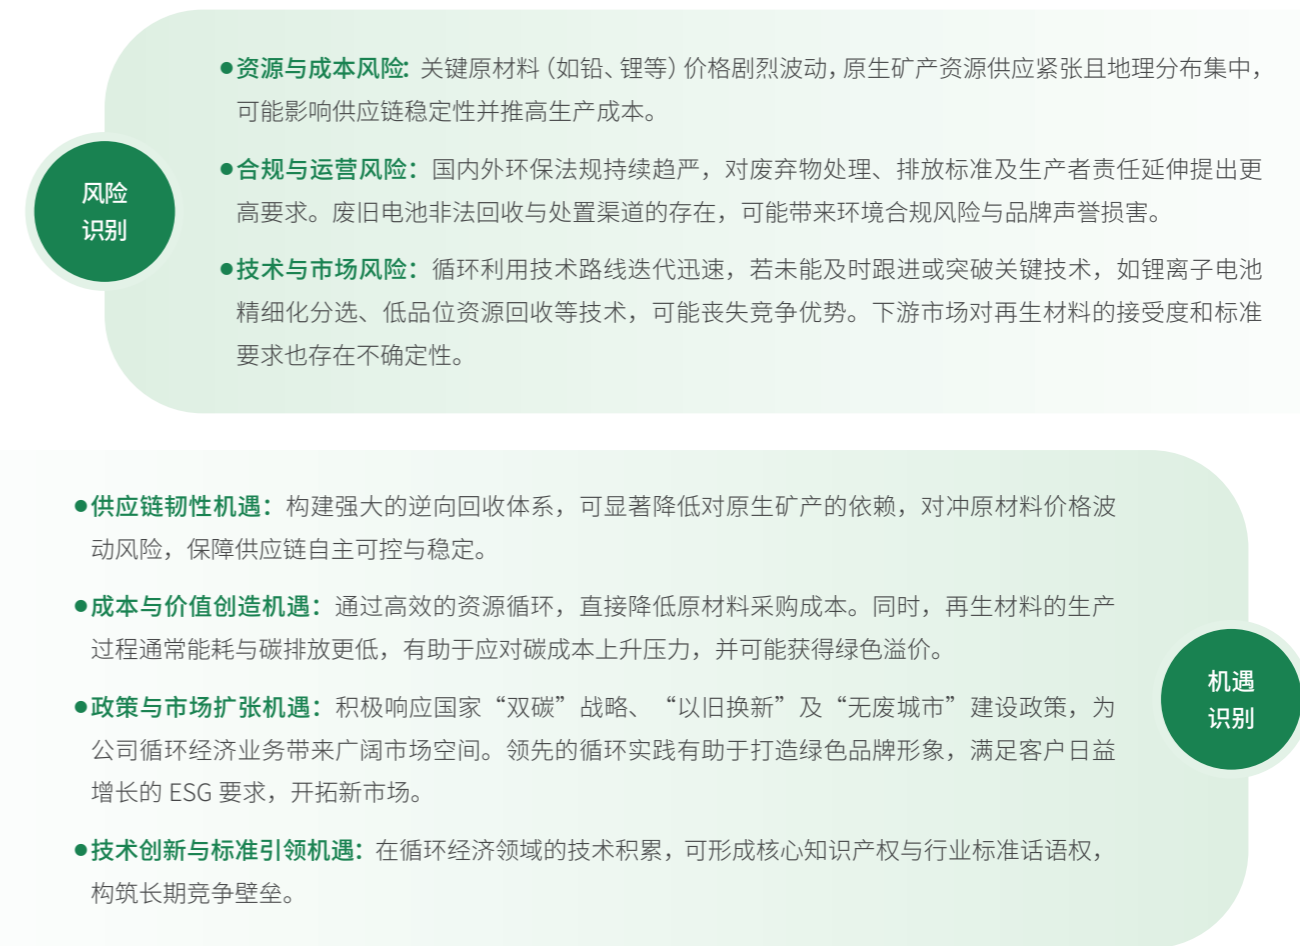 风险
识别
●资源与成本风险：关键原材料（如铅、锂等）价格剧烈波动，原生矿产资源供应紧张且地理分布集中，
可能影响供应链稳定性并推高生产成本。
●合规与运营风险：国内外环保法规持续趋严，对废弃物处理、排放标准及生产者责任延伸提出更
高要求。废旧电池非法回收与处置渠道的存在，可能带来环境合规风险与品牌声誉损害。
●技术与市场风险：循环利用技术路线迭代迅速，若未能及时跟进或突破关键技术，如锂离子电池
精细化分选、低品位资源回收等技术，可能丧失竞争优势。下游市场对再生材料的接受度和标准
要求也存在不确定性。
●供应链韧性机遇：构建强大的逆向回收体系，可显著降低对原生矿产的依赖，对冲原材料价格波
动风险，保障供应链自主可控与稳定。
●成本与价值创造机遇：通过高效的资源循环，直接降低原材料采购成本。同时，再生材料的生产
过程通常能耗与碳排放更低，有助于应对碳成本上升压力，并可能获得绿色溢价。
●政策与市场扩张机遇：积极响应国家“双碳”战略、“以旧换新”及“无废城市”建设政策，为
公司循环经济业务带来广阔市场空间。领先的循环实践有助于打造绿色品牌形象，满足客户日益
增长的 ESG 要求，开拓新市场。
●技术创新与标准引领机遇：在循环经济领域的技术积累，可形成核心知识产权与行业标准话语权，
构筑长期竞争壁垒。
机遇
识别